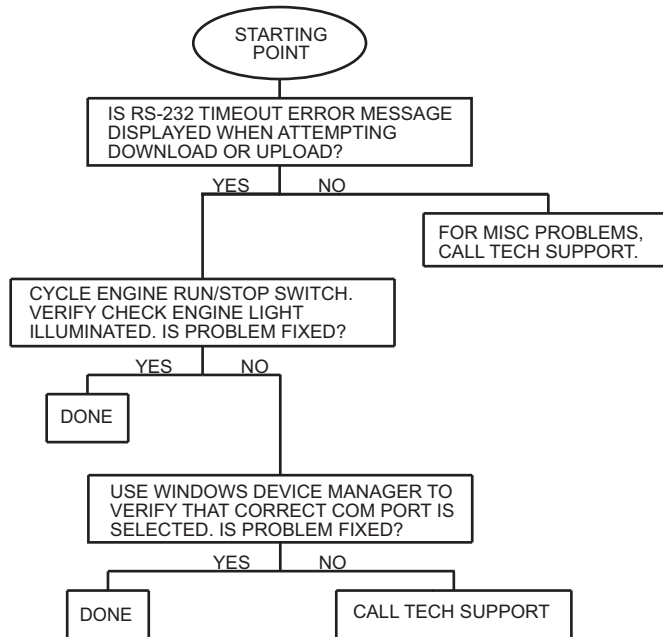 STARTING
POINT
IS RS-232 TIMEOUT ERROR MESSAGE
DISPLAYED WHEN ATTEMPTING
DOWNLOAD OR UPLOAD?
YES
NO
FOR MISC PROBLEMS,
CALL TECH SUPPORT.
CYCLE ENGINE RUN/STOP SWITCH.
VERIFY CHECK ENGINE LIGHT
ILLUMINATED. IS PROBLEM FIXED?
YES
NO
DONE
USE WINDOWS DEVICE MANAGER TO
VERIFY THAT CORRECT COM PORT IS
SELECTED. IS PROBLEM FIXED?
YES
NO
DONE
CALL TECH SUPPORT